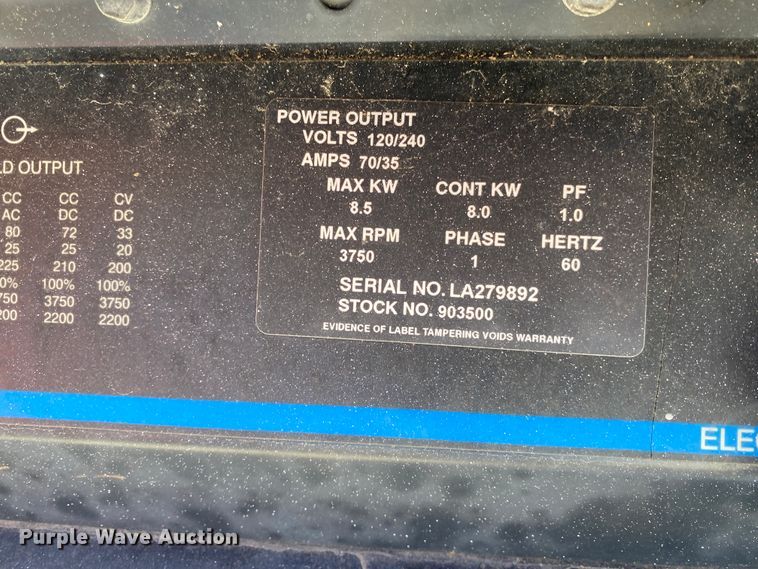 LD OUTPUT.
CC CC CV
AC DC DC
80 72 33
25 25 20
225 210 200
0% 100% 100%
750 3750 3750
200 2200 2200
POWER OUTPUT
VOLTS 120/240
AMPS 70/35
MAX KW CONT KW PF
8.5 8.0 1.0
MAX RPM PHASE HERTZ
3750 1 60
SERIAL NO. LA279892
STOCK NO. 903500
EVIDENCE OF LABEL TAMPERING VOIDS WARRANTY
ELEC
Purple Wave Auction